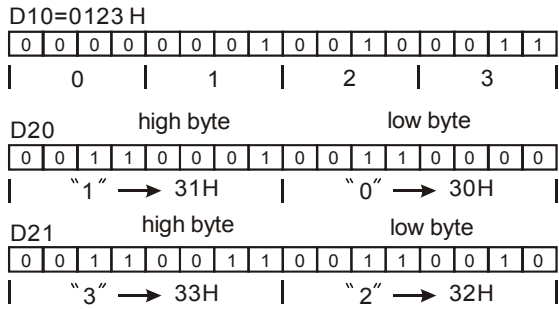 D10=0123 H
0 0 0 0 0 0 0 1 0 0 1 0 0 0 1 1
0 1 2 3
D20 high byte low byte
0 0 1 1 0 0 0 1 0 0 1 1 0 0 0 0
“1” → 31H “0” → 30H
D21 high byte low byte
0 0 1 1 0 0 1 1 0 0 1 1 0 0 1 0
“3” → 33H “2” → 32H